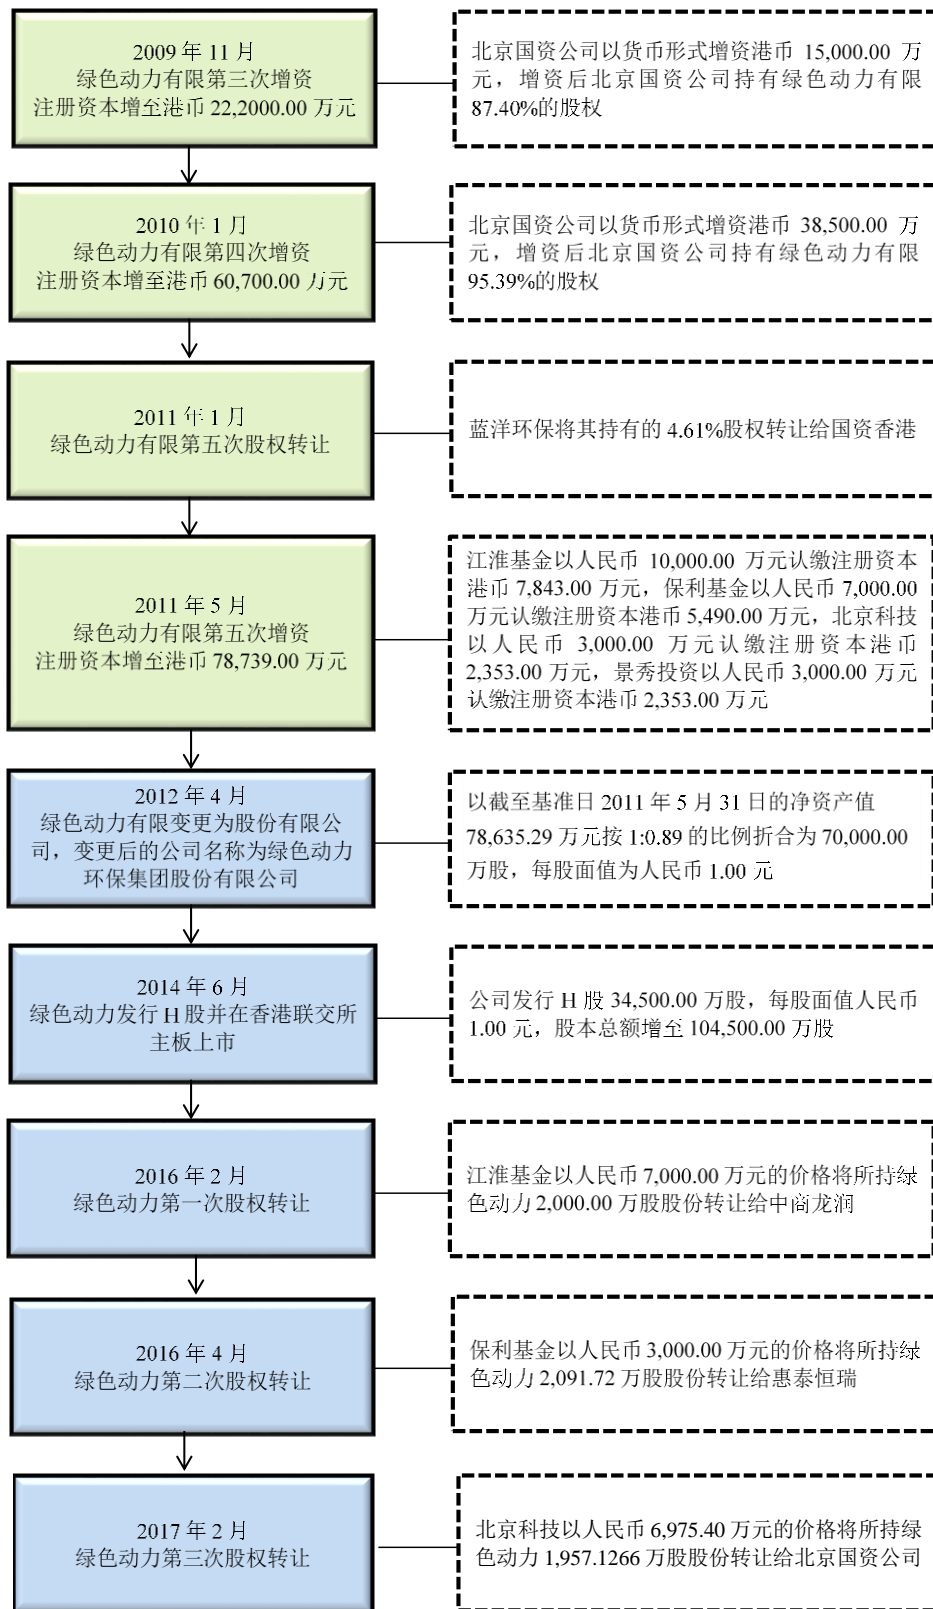 2009 年 11 月
绿色动力有限第三次增资
注册资本增至港币 22,2000.00 万元
北京国资公司以货币形式增资港币 15,000.00 万
元，增资后北京国资公司持有绿色动力有限
87.40%的股权
2010 年 1 月
绿色动力有限第四次增资
注册资本增至港币 60,700.00 万元
北京国资公司以货币形式增资港币 38,500.00 万
元，增资后北京国资公司持有绿色动力有限
95.39%的股权
2011 年 1 月
绿色动力有限第五次股权转让
蓝洋环保将其持有的 4.61%股权转让给国资香港
2011 年 5 月
绿色动力有限第五次增资
注册资本增至港币 78,739.00 万元
江淮基金以人民币 10,000.00 万元认缴注册资本
港币 7,843.00 万元，保利基金以人民币 7,000.00
万元认缴注册资本港币 5,490.00 万元，北京科技
以人民币 3,000.00 万元认缴注册资本港币
2,353.00 万元，景秀投资以人民币 3,000.00 万元
认缴注册资本港币 2,353.00 万元
2012 年 4 月
绿色动力有限变更为股份有限公
司，变更后的公司名称为绿色动力
环保集团股份有限公司
以截至基准日 2011 年 5 月 31 日的净资产值
78,635.29 万元按 1:0.89 的比例折合为 70,000.00
万股，每股面值为人民币 1.00 元
2014 年 6 月
绿色动力发行 H 股并在香港联交所
主板上市
公司发行 H 股 34,500.00 万股，每股面值人民币
1.00 元，股本总额增至 104,500.00 万股
2016 年 2 月
绿色动力第一次股权转让
江淮基金以人民币 7,000.00 万元的价格将所持绿
色动力 2,000.00 万股股份转让给中商龙润
2016 年 4 月
绿色动力第二次股权转让
保利基金以人民币 3,000.00 万元的价格将所持绿
色动力 2,091.72 万股股份转让给惠泰恒瑞
2017 年 2 月
绿色动力第三次股权转让
北京科技以人民币 6,975.40 万元的价格将所持绿
色动力 1,957.1266 万股股份转让给北京国资公司